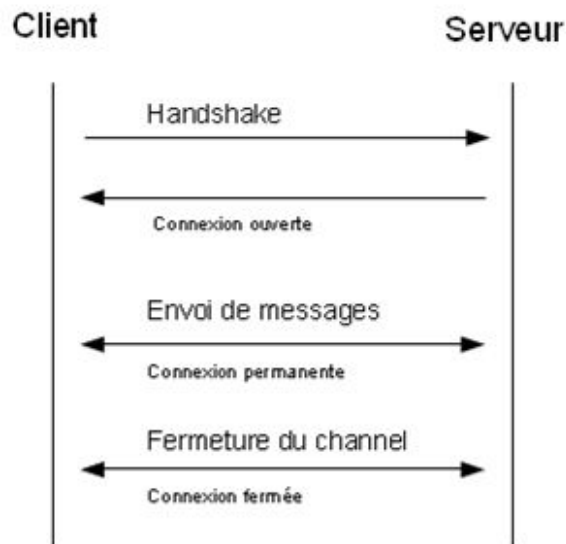 Client
Serveur
Handshake
Connexion ouverte
Envoi de messages
Connexion permanente
Fermeture du channel
Connexion fermée